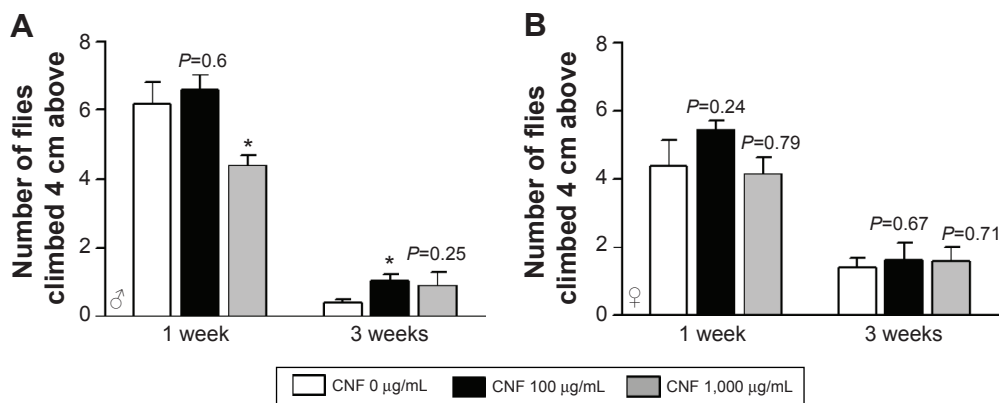 A
Number of flies
climbed 4 cm above
8
6
4
2
0
P=0.6
*
*
P=0.25
♂
1 week
3 weeks
B
Number of flies
climbed 4 cm above
8
6
4
2
0
P=0.24
P=0.79
P=0.67
P=0.71
♀
1 week
3 weeks
CNF 0 µg/mL
CNF 100 µg/mL
CNF 1,000 µg/mL